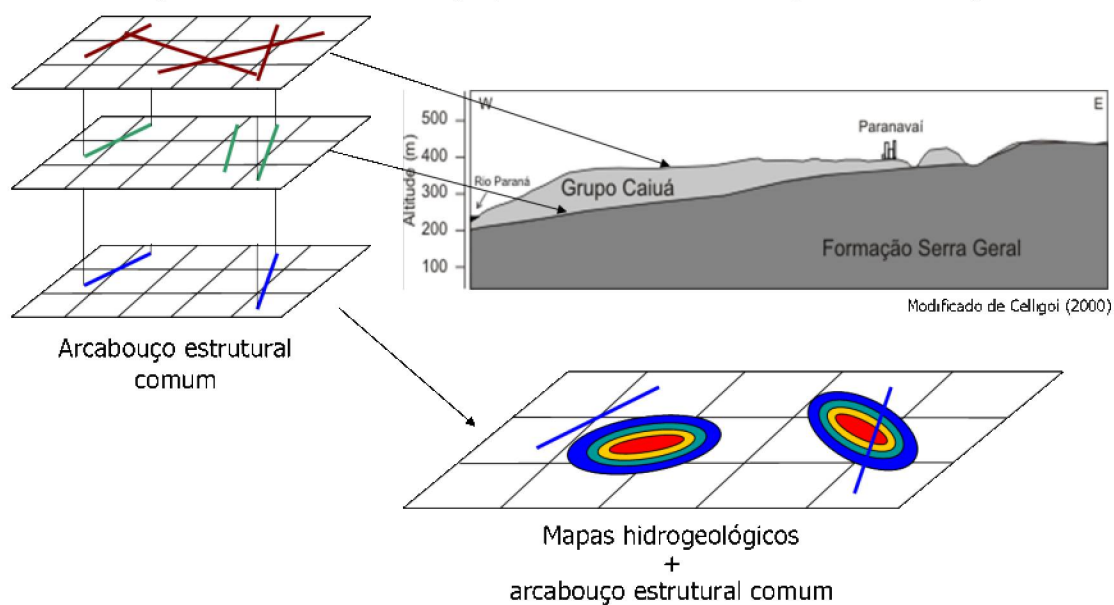 W
E
500
400
300
200
100
Altitude (m)
Paranavaí
Rio Paraná
Grupo Caiuá
Formação Serra Geral
Modificado de Celligoi (2000)
Arcabouço estrutural
comum
Mapas hidrogeológicos
+
arcabouço estrutural comum